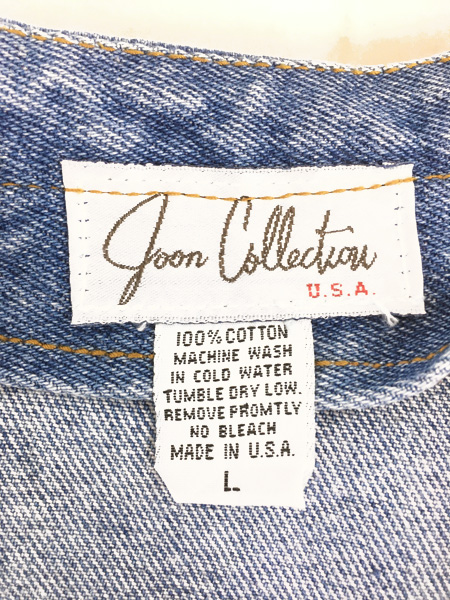 Joon Collection
U.S.A.
100% COTTON
MACHINE WASH
IN COLD WATER
TUMBLE DRY LOW.
REMOVE PROMTLY
NO BLEACH
MADE IN U.S.A.
L